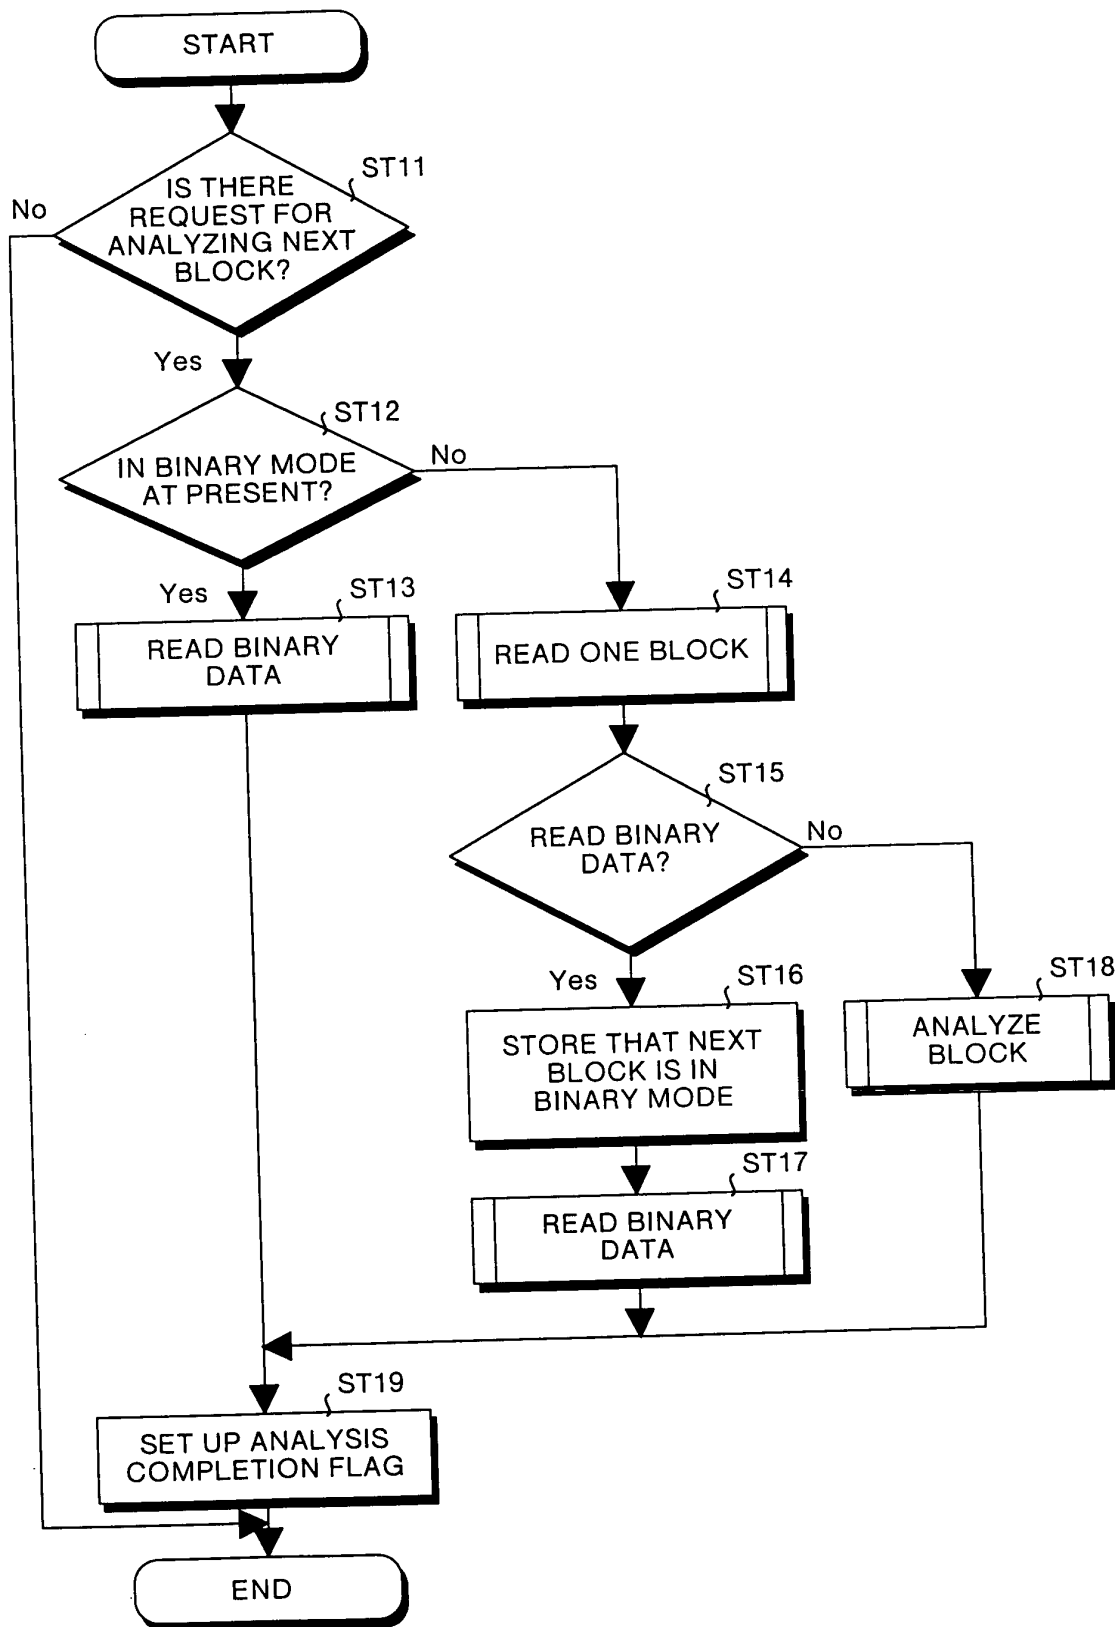 START
ST11
IS THERE
REQUEST FOR
ANALYZING NEXT
BLOCK?
No
Yes
ST12
IN BINARY MODE
AT PRESENT?
No
Yes
ST13
READ BINARY
DATA
ST14
READ ONE BLOCK
ST15
READ BINARY
DATA?
No
Yes
ST16
STORE THAT NEXT
BLOCK IS IN
BINARY MODE
ST18
ANALYZE
BLOCK
ST17
READ BINARY
DATA
ST19
SET UP ANALYSIS
COMPLETION FLAG
END